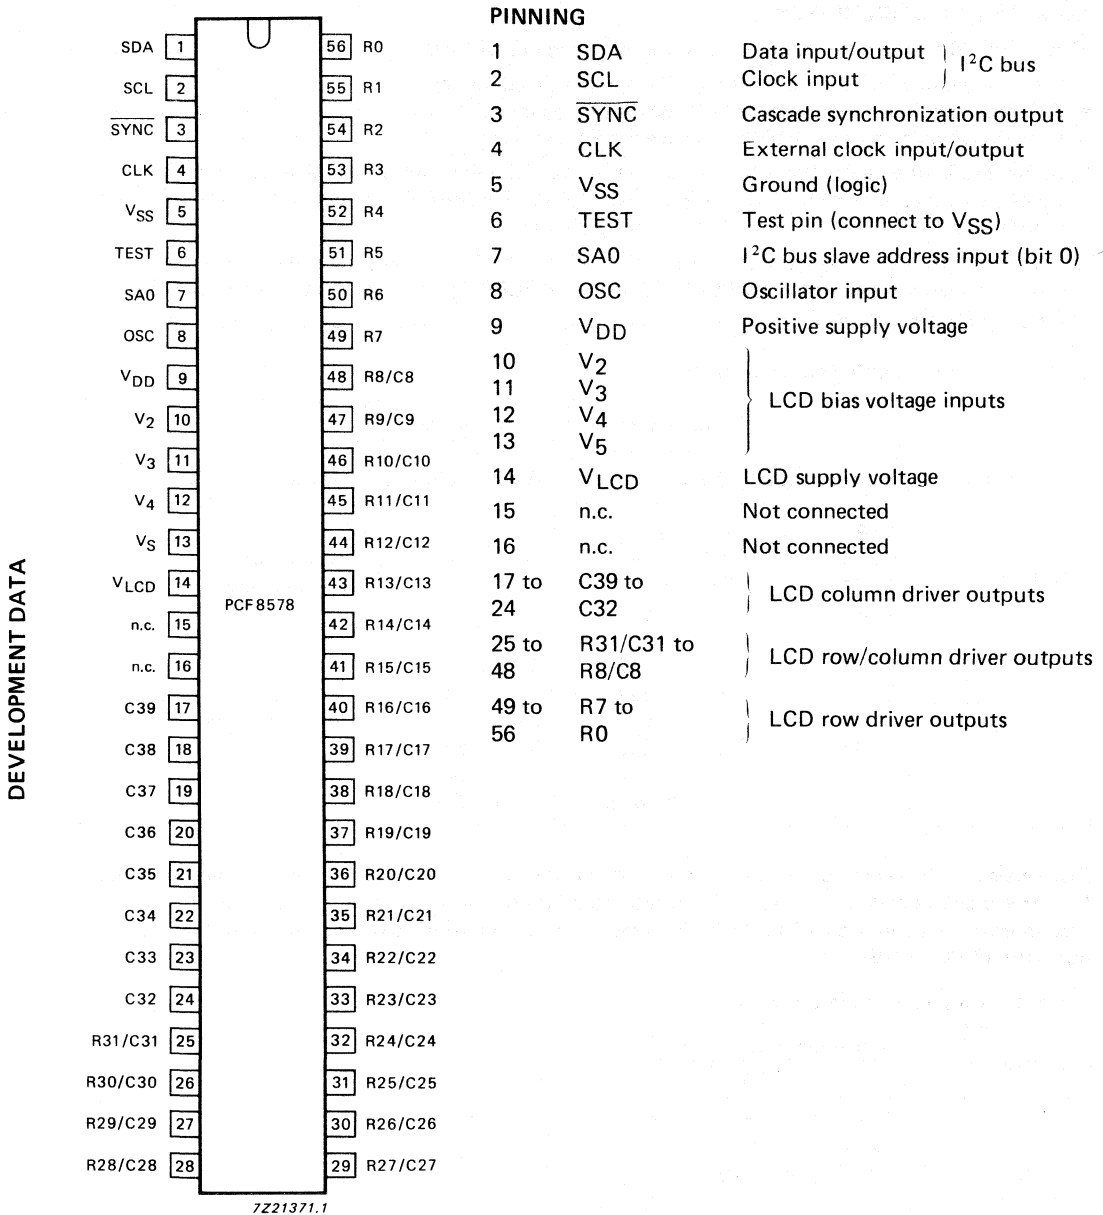 PINNING
SDA 1 56 R0
SCL 2 55 R1
SYNC 3 54 R2
CLK 4 53 R3
VSS 5 52 R4
TEST 6 51 R5
SA0 7 50 R6
OSC 8 49 R7
VDD 9 48 R8/C8
V2 10 47 R9/C9
V3 11 46 R10/C10
V4 12 45 R11/C11
VS 13 44 R12/C12
VLCD 14 43 R13/C13
n.c. 15 42 R14/C14
n.c. 16 41 R15/C15
C39 17 40 R16/C16
C38 18 39 R17/C17
C37 19 38 R18/C18
C36 20 37 R19/C19
C35 21 36 R20/C20
C34 22 35 R21/C21
C33 23 34 R22/C22
C32 24 33 R23/C23
R31/C31 25 32 R24/C24
R30/C30 26 31 R25/C25
R29/C29 27 30 R26/C26
R28/C28 28 29 R27/C27
PCF8578
7Z21371.1
DEVELOPMENT DATA
1 SDA Data input/output
2 SCL Clock input
I²C bus
3 SYNC Cascade synchronization output
4 CLK External clock input/output
5 VSS Ground (logic)
6 TEST Test pin (connect to VSS)
7 SA0 I²C bus slave address input (bit 0)
8 OSC Oscillator input
9 VDD Positive supply voltage
10 V2
11 V3
12 V4
13 V5
LCD bias voltage inputs
14 VLCD LCD supply voltage
15 n.c. Not connected
16 n.c. Not connected
17 to C39 to
24 C32
LCD column driver outputs
25 to R31/C31 to
48 R8/C8
LCD row/column driver outputs
49 to R7 to
56 R0
LCD row driver outputs